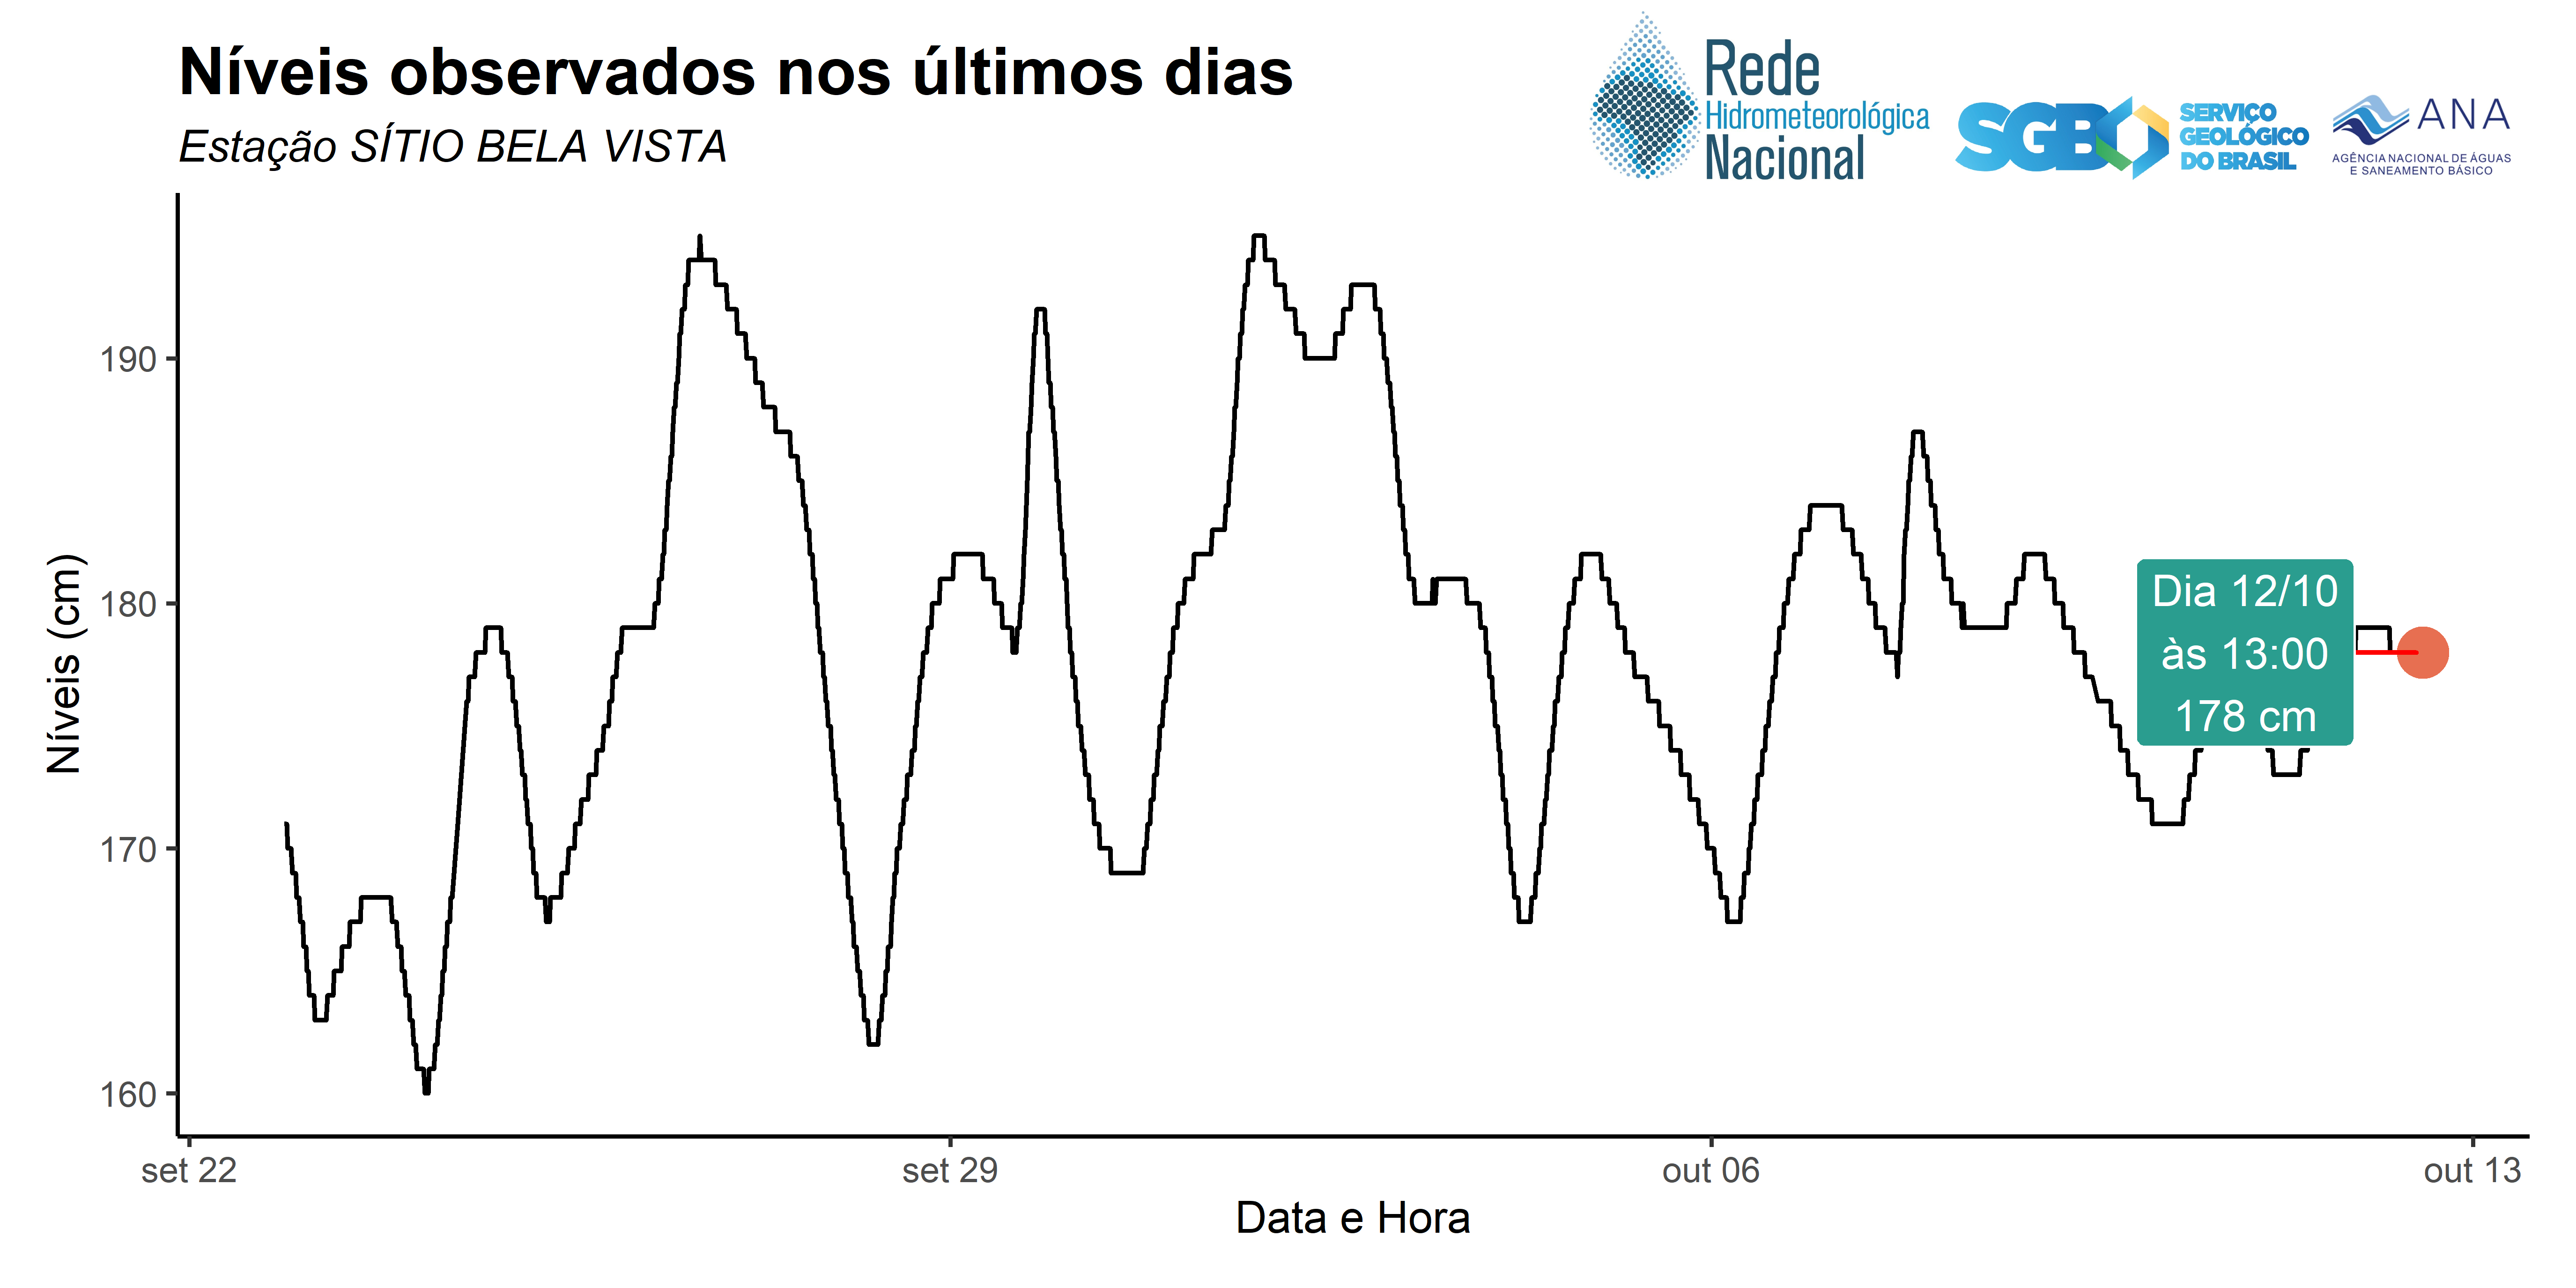 Níveis observados nos últimos dias
Estação SÍTIO BELA VISTA
Rede
Hidrometeorológica
Nacional
SGB
SERVIÇO
GEOLÓGICO
DO BRASIL
ANA
AGÊNCIA NACIONAL DE ÁGUAS
E SANEAMENTO BÁSICO
Níveis (cm)
190
180
170
160
Dia 12/10
às 13:00
178 cm
set 22
set 29
out 06
out 13
Data e Hora